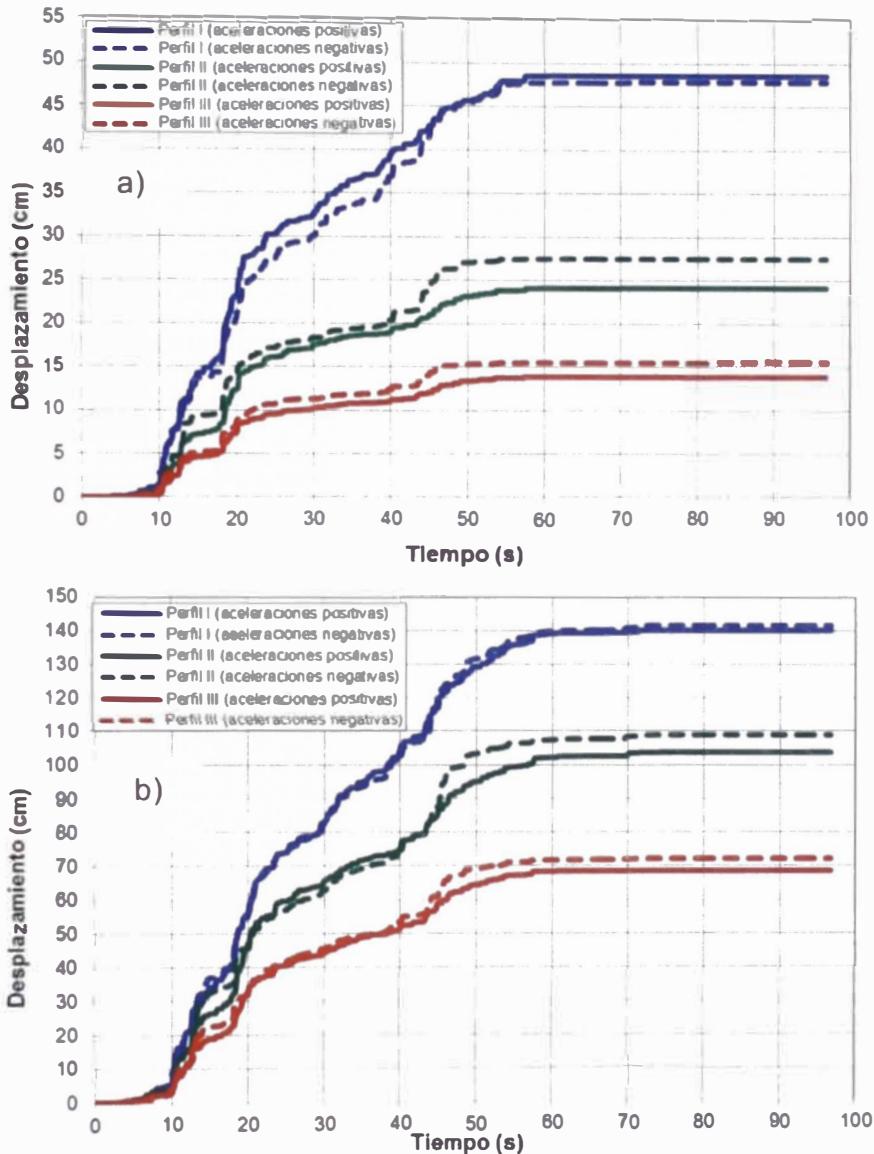 55
50
45
40
35
30
25
20
15
10
5
0
Desplazamiento (cm)
Perfil I (aceleraciones positivas)
Perfil I (aceleraciones negativas)
Perfil II (aceleraciones positivas)
Perfil II (aceleraciones negativas)
Perfil III (aceleraciones positivas)
Perfil III (aceleraciones negativas)
a)
0 10 20 30 40 50 60 70 80 90 100
Tiempo (s)
150
140
130
120
110
100
90
80
70
60
50
40
30
20
10
0
Desplazamiento (cm)
Perfil I (aceleraciones positivas)
Perfil I (aceleraciones negativas)
Perfil II (aceleraciones positivas)
Perfil II (aceleraciones negativas)
Perfil III (aceleraciones positivas)
Perfil III (aceleraciones negativas)
b)
0 10 20 30 40 50 60 70 80 90 100
Tiempo (s)